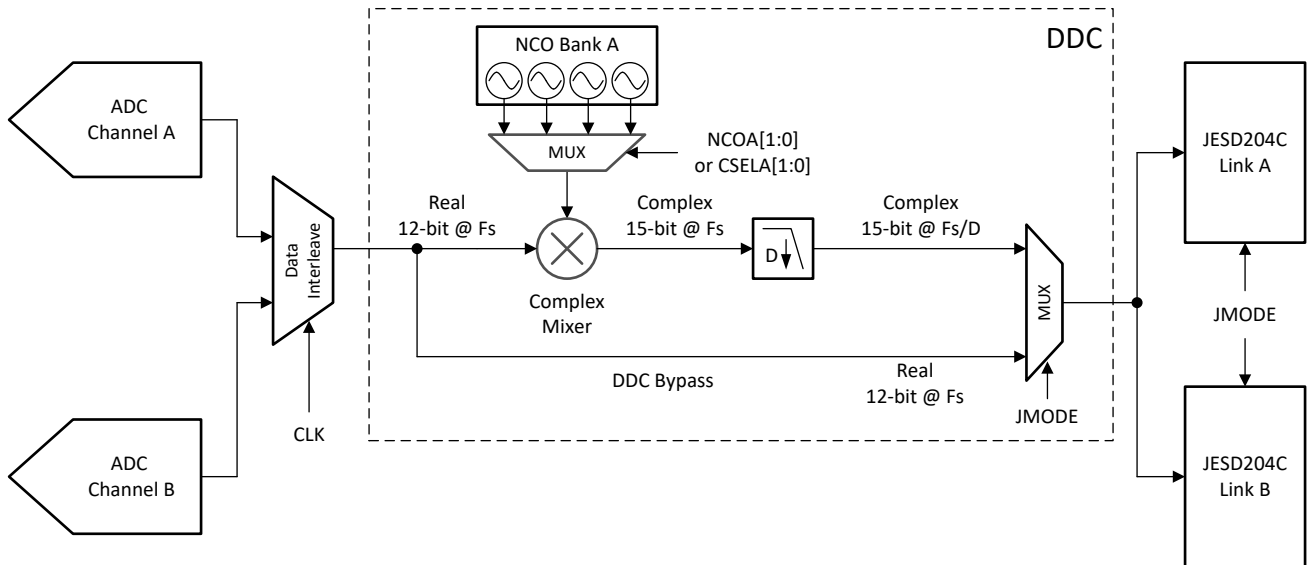 NCO Bank A
DDC
ADC
Channel A
MUX
NCOA[1:0]
or CSELA[1:0]
JESD204C
Link A
Data
Interleave
Real
12-bit @ Fs
Complex
15-bit @ Fs
D
Complex
15-bit @ Fs/D
Complex
Mixer
MUX
JMODE
DDC Bypass
Real
12-bit @ Fs
JMODE
CLK
ADC
Channel B
JESD204C
Link B